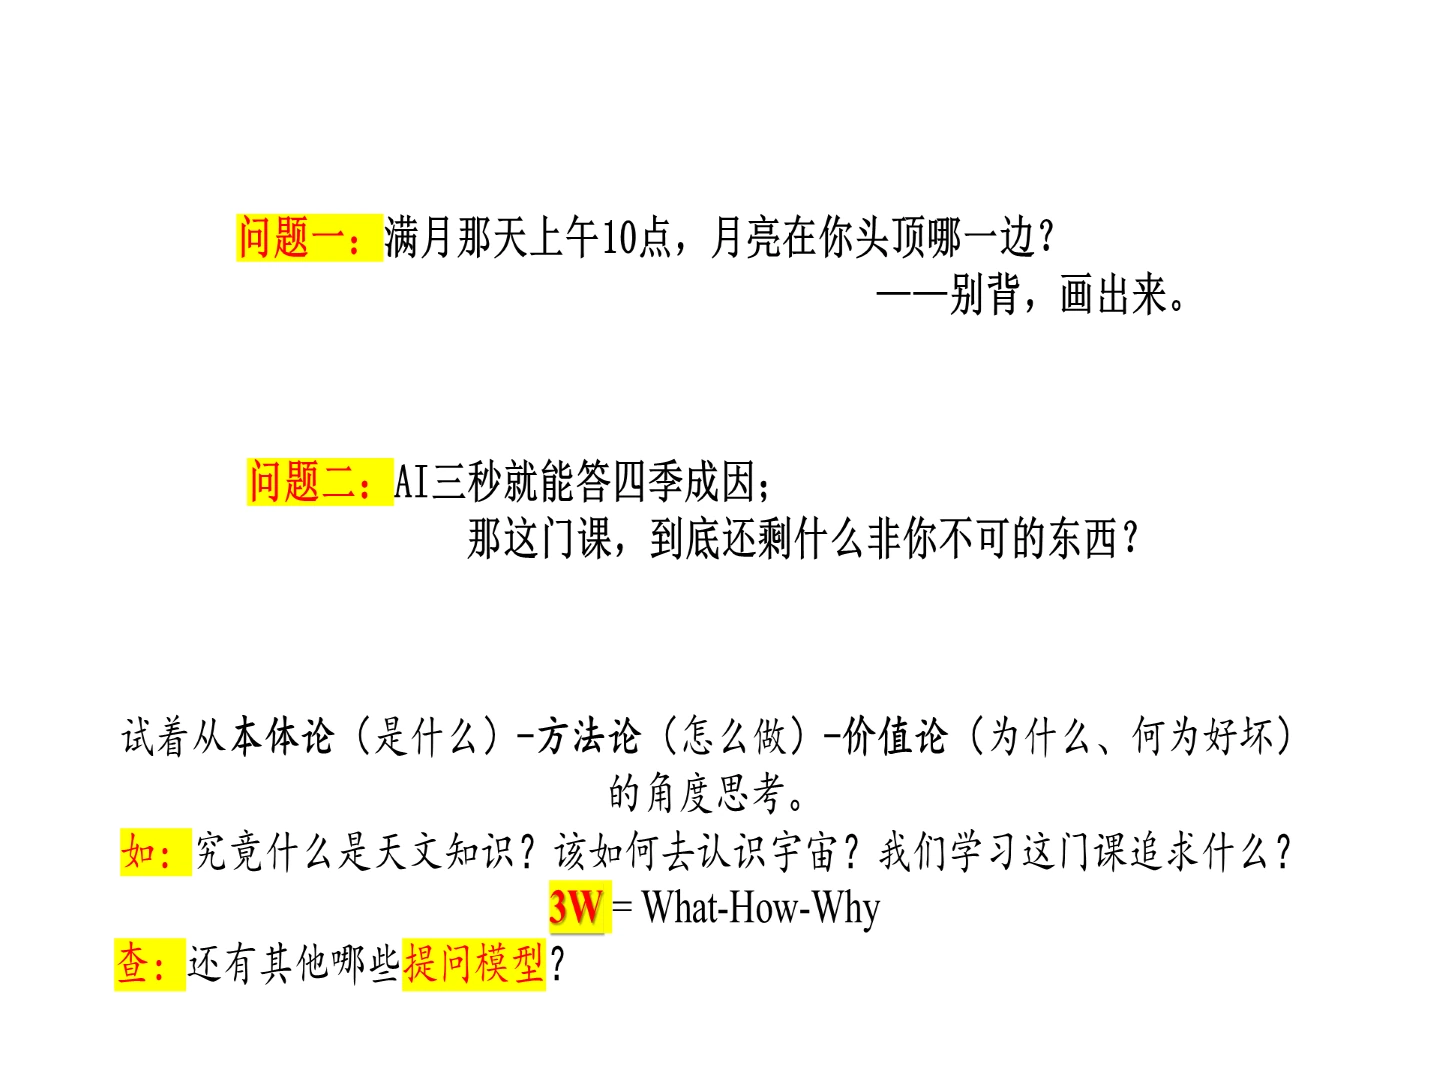 问题一：满月那天上午10点，月亮在你头顶哪一边？
——别背，画出来。
问题二：AI三秒就能答四季成因；
那这门课，到底还剩什么非你不可的东西？
试着从本体论（是什么）-方法论（怎么做）-价值论（为什么、何为好坏）
的角度思考。
如：究竟什么是天文知识？该如何去认识宇宙？我们学习这门课追求什么？
3W = What-How-Why
查：还有其他哪些提问模型？